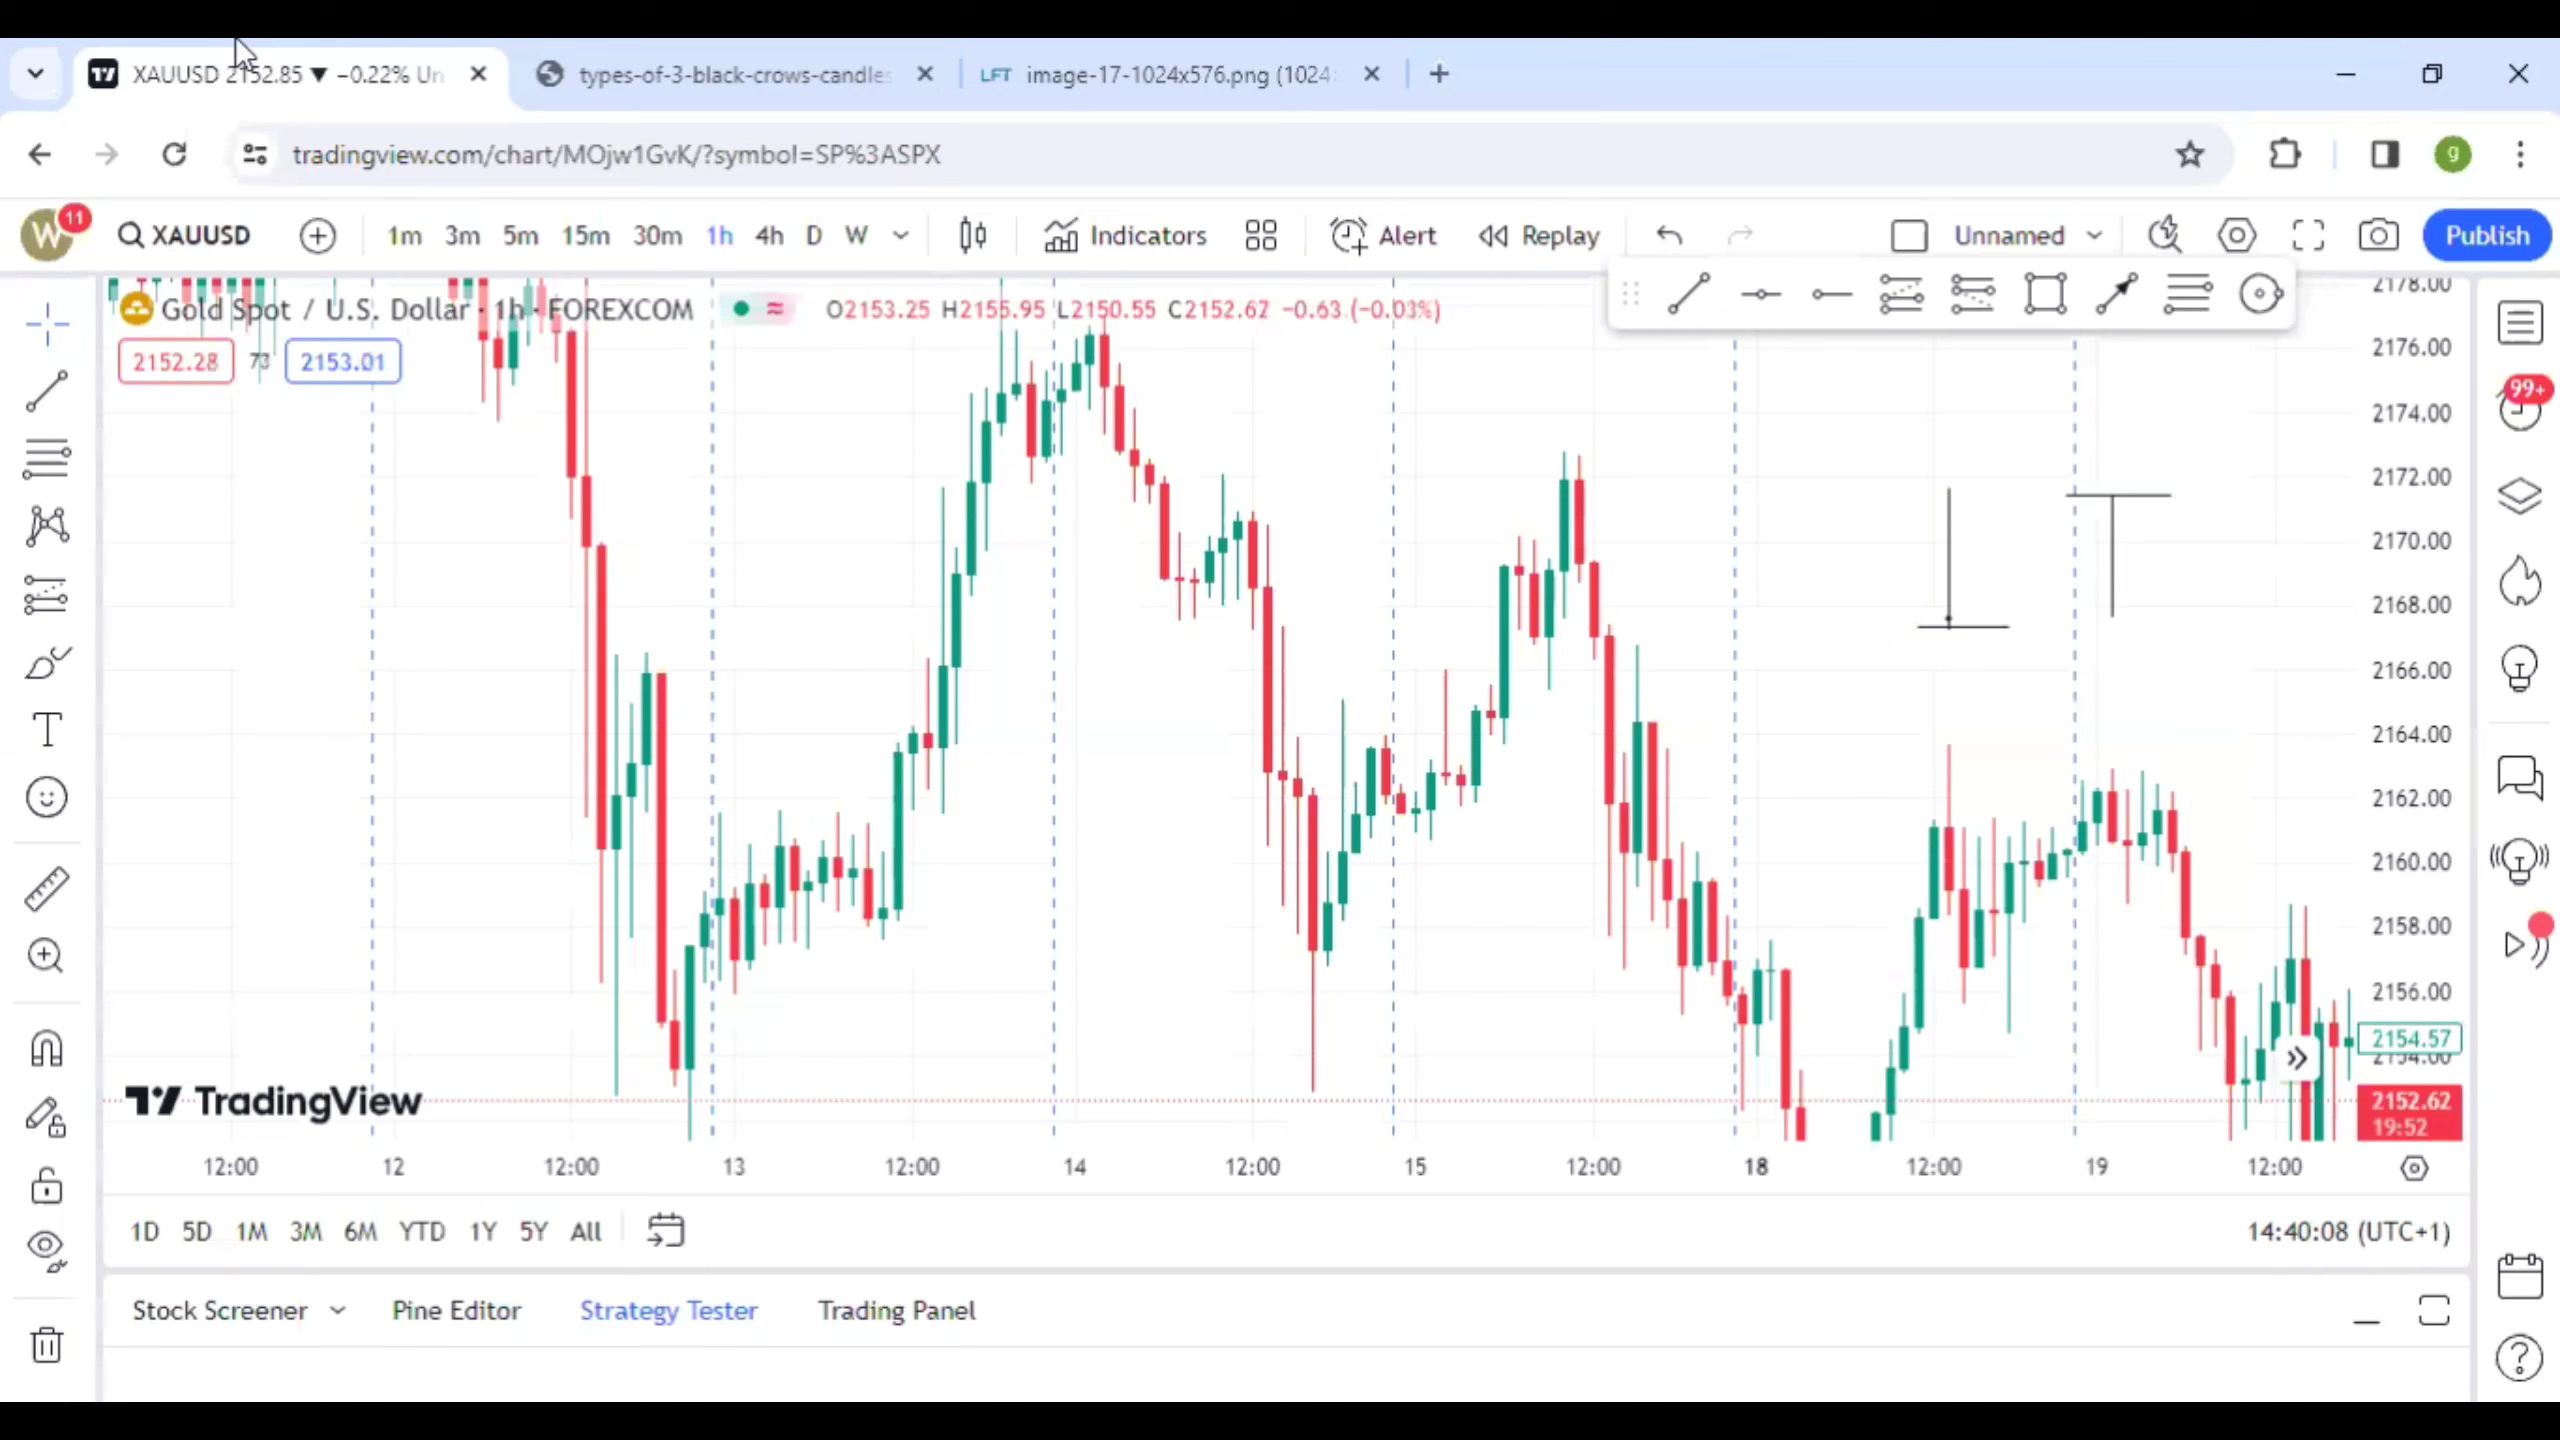 XAUUSD 2152.85 ▼ −0.22% Un
types-of-3-black-crows-candles
LFT image-17-1024x576.png (1024
tradingview.com/chart/MOjw1GvK/?symbol=SP%3ASPX
g
W 11
XAUUSD
1m 3m 5m 15m 30m 1h 4h D W
Indicators
Alert
Replay
Unnamed
Publish
Gold Spot / U.S. Dollar · 1h · FOREXCOM
O2153.25 H2155.95 L2150.55 C2152.62 −0.63 (−0.03%)
2152.28 73 2153.01
2178.00
2176.00
2174.00
2172.00
2170.00
2168.00
2166.00
2164.00
2162.00
2160.00
2158.00
2156.00
2154.57
2154.00
2152.62
19:52
99+
TradingView
12:00 12 12:00 13 12:00 14 12:00 15 12:00 18 12:00 19 12:00
1D 5D 1M 3M 6M YTD 1Y 5Y All
14:40:08 (UTC+1)
Stock Screener Pine Editor Strategy Tester Trading Panel